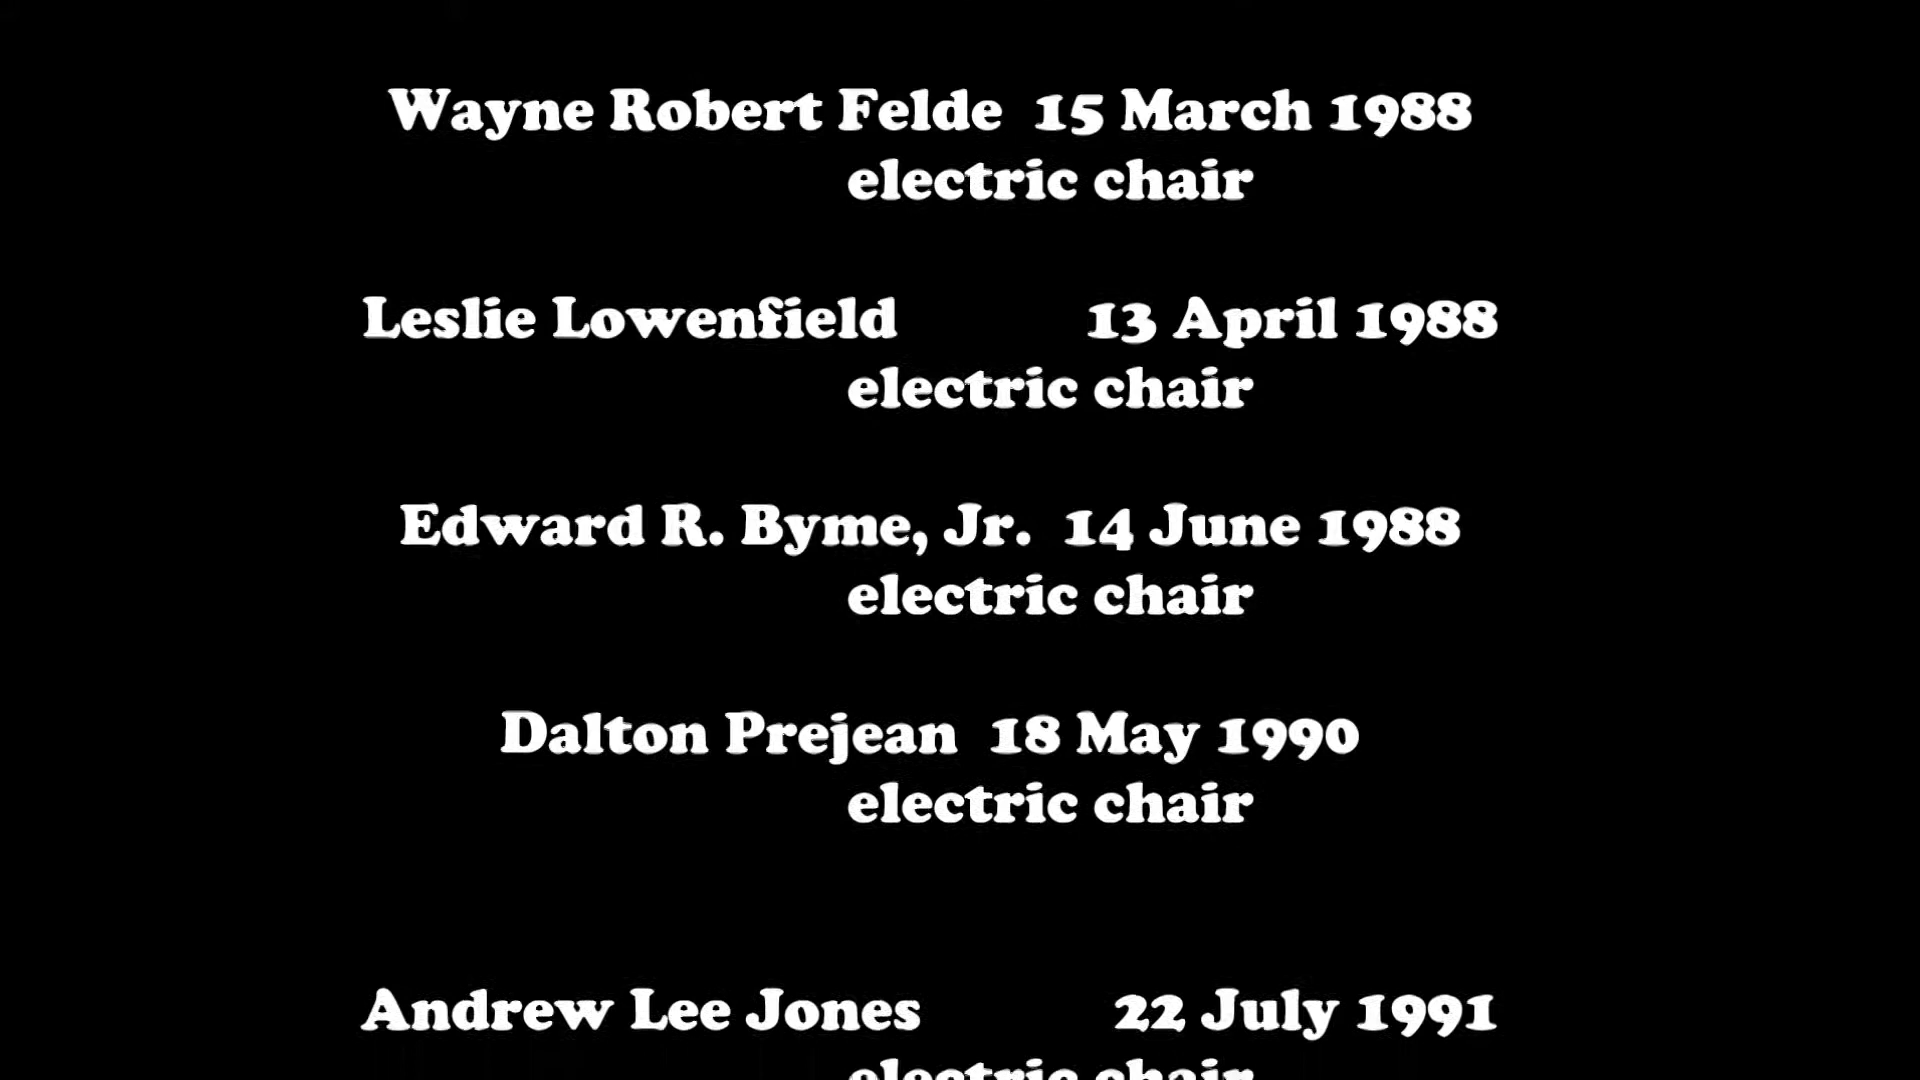 Wayne Robert Felde 15 March 1988
electric chair
Leslie Lowenfield 13 April 1988
electric chair
Edward R. Byme, Jr. 14 June 1988
electric chair
Dalton Prejean 18 May 1990
electric chair
Andrew Lee Jones 22 July 1991
electric chair